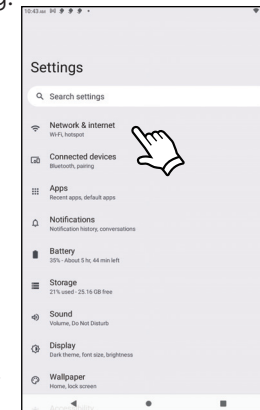 g.
10:43 AM
Settings
Search settings
Network & internet
Wi-Fi, hotspot
Connected devices
Bluetooth, pairing
Apps
Recent apps, default apps
Notifications
Notification history, conversations
Battery
35% - About 5 hr, 44 min left
Storage
21% used - 25.16 GB free
Sound
Volume, Do Not Disturb
Display
Dark theme, font size, brightness
Wallpaper
Home, lock screen
Accessibility